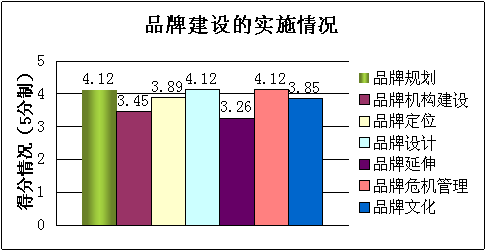 品牌建设的实施情况
得分情况（5分制）
5
4
3
2
1
0
4.12
3.45
3.89
4.12
3.26
4.12
3.85
品牌规划
品牌机构建设
品牌定位
品牌设计
品牌延伸
品牌危机管理
品牌文化